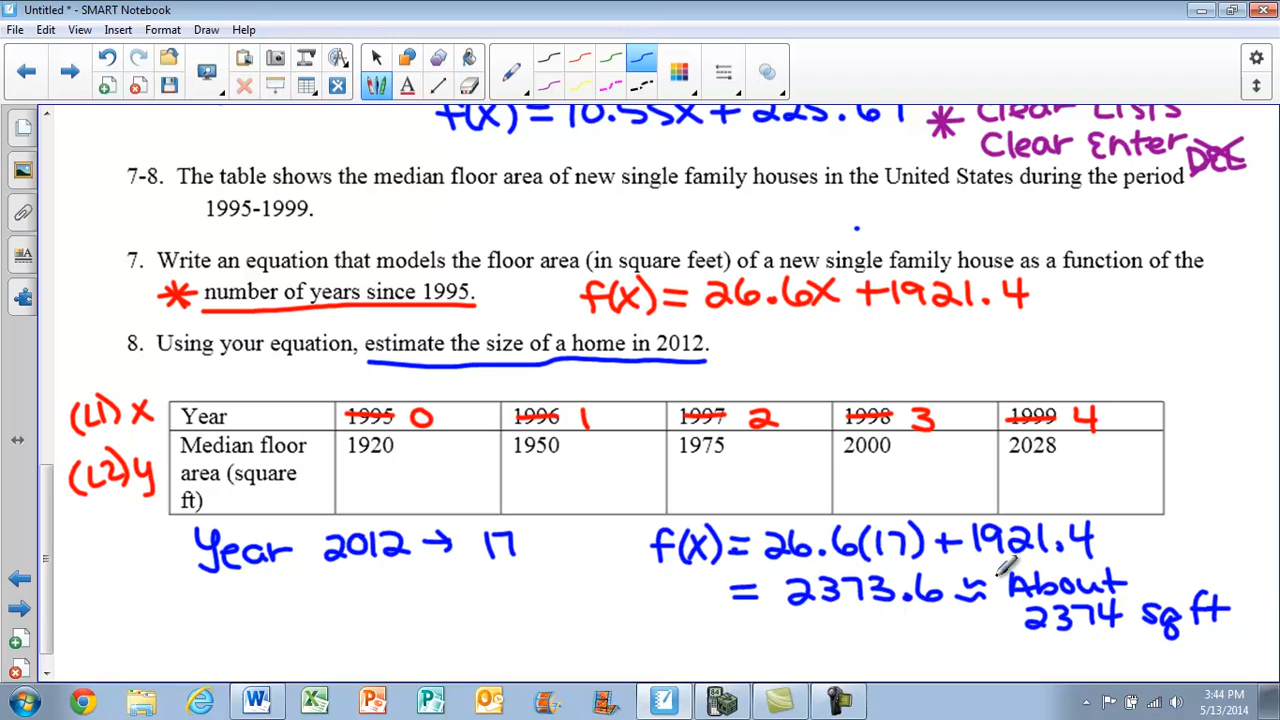 Untitled * - SMART Notebook
File Edit View Insert Format Draw Help
f(x) = 10.55x + 225.67
* Clear Lists
Clear Enter
DEL
7-8. The table shows the median floor area of new single family houses in the United States during the period
1995-1999.
7. Write an equation that models the floor area (in square feet) of a new single family house as a function of the
* number of years since 1995. f(x) = 26.6x + 1921.4
8. Using your equation, estimate the size of a home in 2012.
(L1) x Year 1995 0 1996 1 1997 2 1998 3 1999 4
(L2) y Median floor 1920 1950 1975 2000 2028
area (square
ft)
Year 2012 → 17 f(x) = 26.6(17) + 1921.4
= 2373.6 ≈ About
2374 sq ft
3:44 PM
5/13/2014